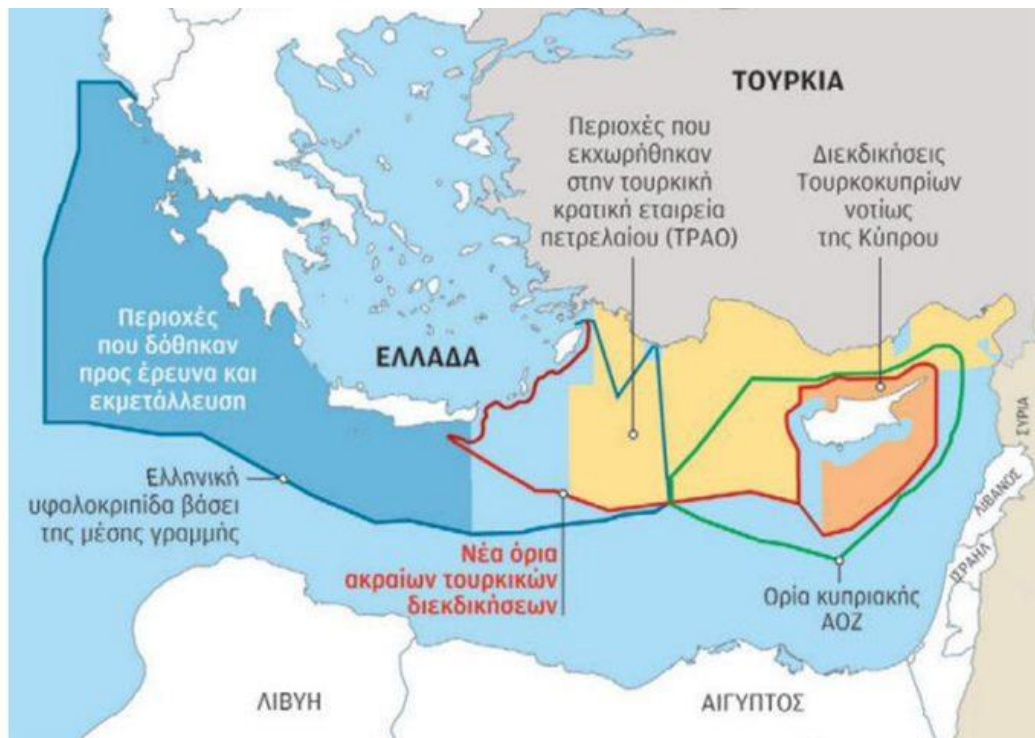 ΤΟΥΡΚΙΑ
Περιοχές που
εκχωρήθηκαν
στην τουρκική
κρατική εταιρεία
πετρελαίου (ΤΡΑΟ)
Διεκδικήσεις
Τουρκοκυπρίων
νοτίως
της Κύπρου
Περιοχές
που δόθηκαν
προς έρευνα και
εκμετάλλευση
ΕΛΛΑΔΑ
ΣΥΡΙΑ
Ελληνική
υφαλοκριπίδα βάσει
της μέσης γραμμής
ΛΙΒΑΝΟΣ
ΙΣΡΑΗΛ
Νέα όρια
ακραίων τουρκικών
διεκδικήσεων
Ορία κυπριακής
ΑΟΖ
ΛΙΒΥΗ
ΑΙΓΥΠΤΟΣ